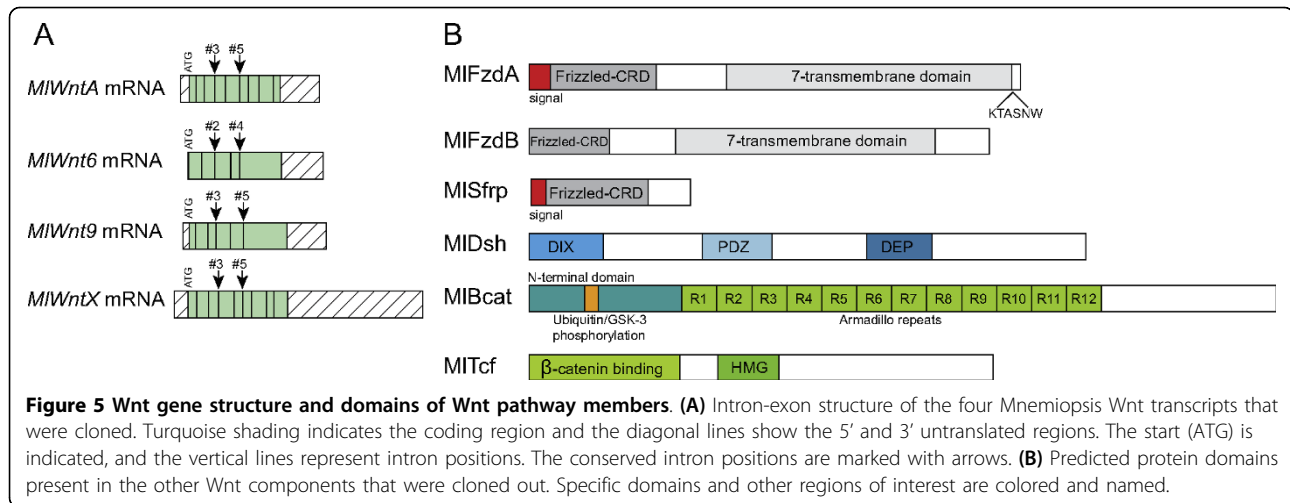 A
ATG
#3
#5
MlWntA mRNA
#2
#4
MlWnt6 mRNA
ATG
#3
#5
MlWnt9 mRNA
ATG
#3
#5
MlWntX mRNA
B
MlFzdA
Frizzled-CRD
7-transmembrane domain
signal
KTASNW
MlFzdB
Frizzled-CRD
7-transmembrane domain
MlSfrp
Frizzled-CRD
signal
MlDsh
DIX
PDZ
DEP
N-terminal domain
MlBcat
R1 R2 R3 R4 R5 R6 R7 R8 R9 R10 R11 R12
Ubiquitin/GSK-3
phosphorylation
Armadillo repeats
MlTcf
β-catenin binding
HMG
Figure 5 Wnt gene structure and domains of Wnt pathway members. (A) Intron-exon structure of the four Mnemiopsis Wnt transcripts that
were cloned. Turquoise shading indicates the coding region and the diagonal lines show the 5’ and 3’ untranslated regions. The start (ATG) is
indicated, and the vertical lines represent intron positions. The conserved intron positions are marked with arrows. (B) Predicted protein domains
present in the other Wnt components that were cloned out. Specific domains and other regions of interest are colored and named.